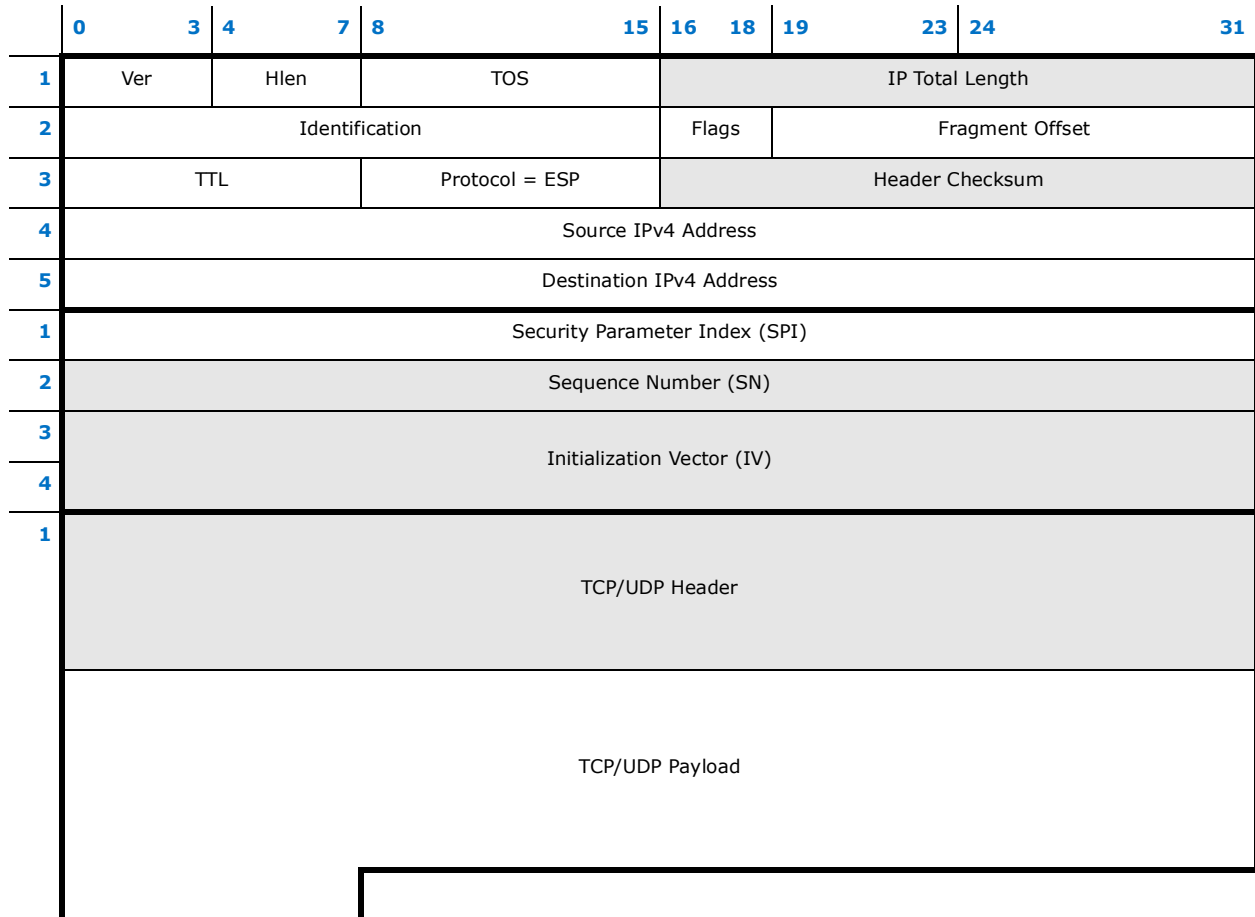 0 3 4 7 8 15 16 18 19 23 24 31
1 Ver Hlen TOS IP Total Length
2 Identification Flags Fragment Offset
3 TTL Protocol = ESP Header Checksum
4 Source IPv4 Address
5 Destination IPv4 Address
1 Security Parameter Index (SPI)
2 Sequence Number (SN)
3
Initialization Vector (IV)
4
1
TCP/UDP Header
TCP/UDP Payload